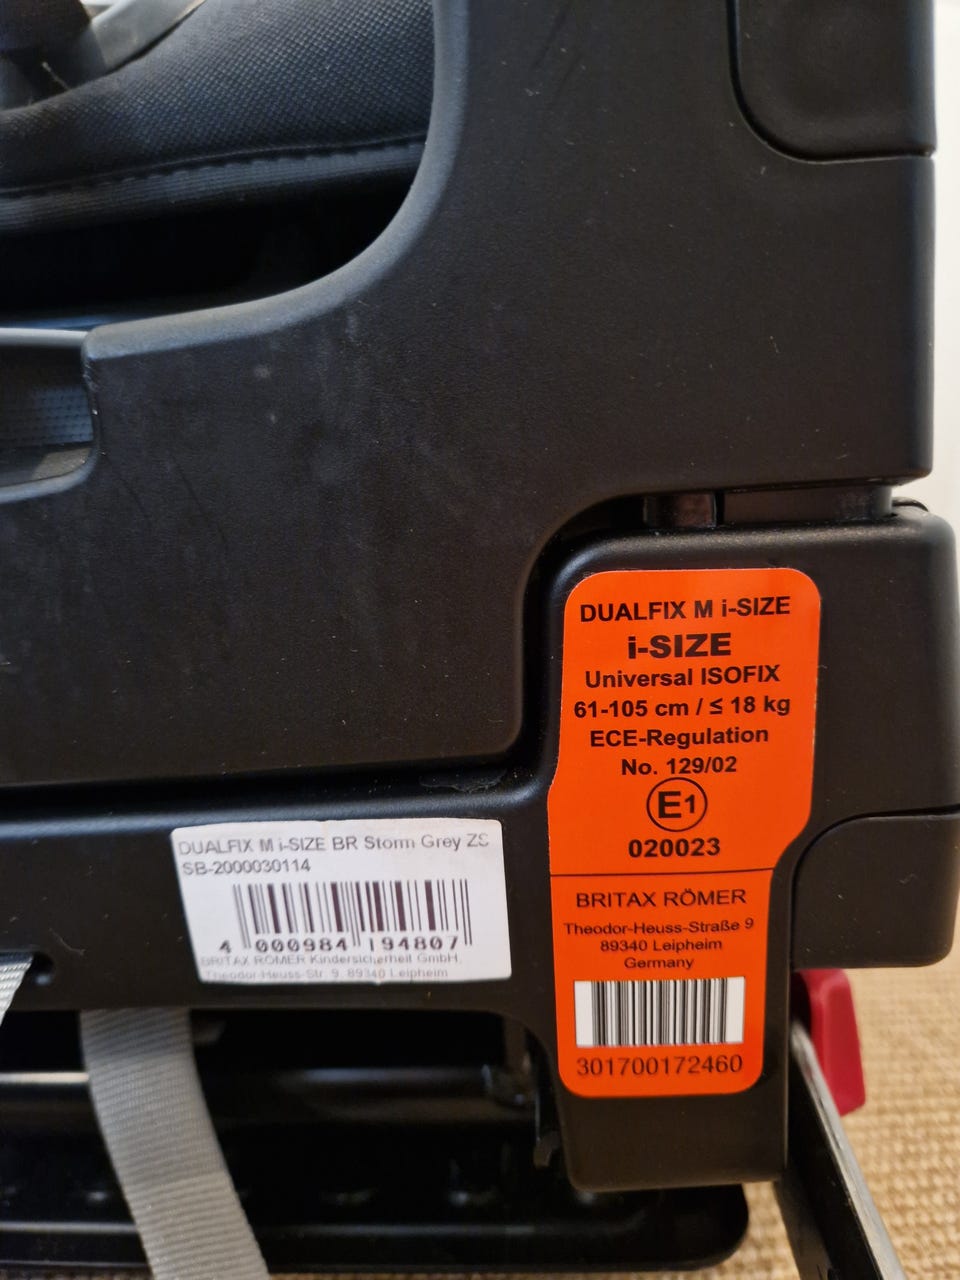 DUALFIX M i-SIZE
i-SIZE
Universal ISOFIX
61-105 cm / ≤ 18 kg
ECE-Regulation
No. 129/02
E1
020023
BRITAX RÖMER
Theodor-Heuss-Straße 9
89340 Leipheim
Germany
301700172460
DUALFIX M i-SIZE BR Storm Grey ZS
SB-2000030114
4 000984 194807
BRITAX RÖMER Kindersicherheit GmbH,
Theodor-Heuss-Str. 9, 89340 Leipheim